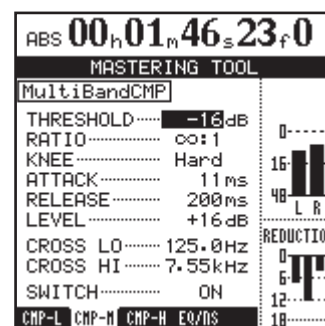 ABS 00h01m46s23f0
MASTERING TOOL
MultiBandCMP
THRESHOLD -16dB
RATIO ∞:1
KNEE Hard
ATTACK 11ms
RELEASE 200ms
LEVEL +16dB
CROSS LO 125.0Hz
CROSS HI 7.55kHz
SWITCH ON
CMP-L CMP-M CMP-H EQ/NS
0
16
48
L R
REDUCTIO
0
6
12
18